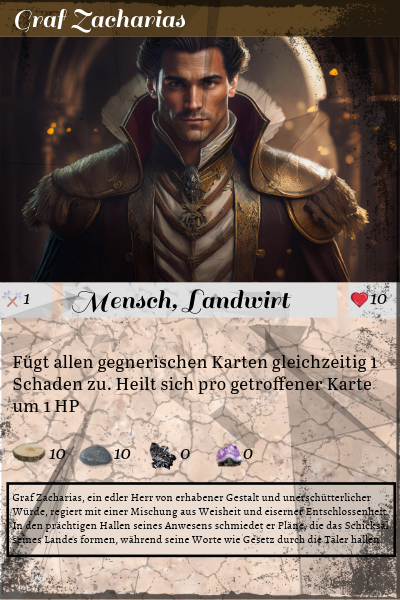 Graf Zacharias
1 Mensch, Landwirt 10
Fügt allen gegnerischen Karten gleichzeitig 1
Schaden zu. Heilt sich pro getroffener Karte
um 1 HP
10 10 0 0
Graf Zacharias, ein edler Herr von erhabener Gestalt und unerschütterlicher
Würde, regiert mit einer Mischung aus Weisheit und eiserner Entschlossenheit.
In den prächtigen Hallen seines Anwesens schmiedet er Pläne, die das Schicksal
seines Landes formen, während seine Worte wie Gesetz durch die Täler hallen.